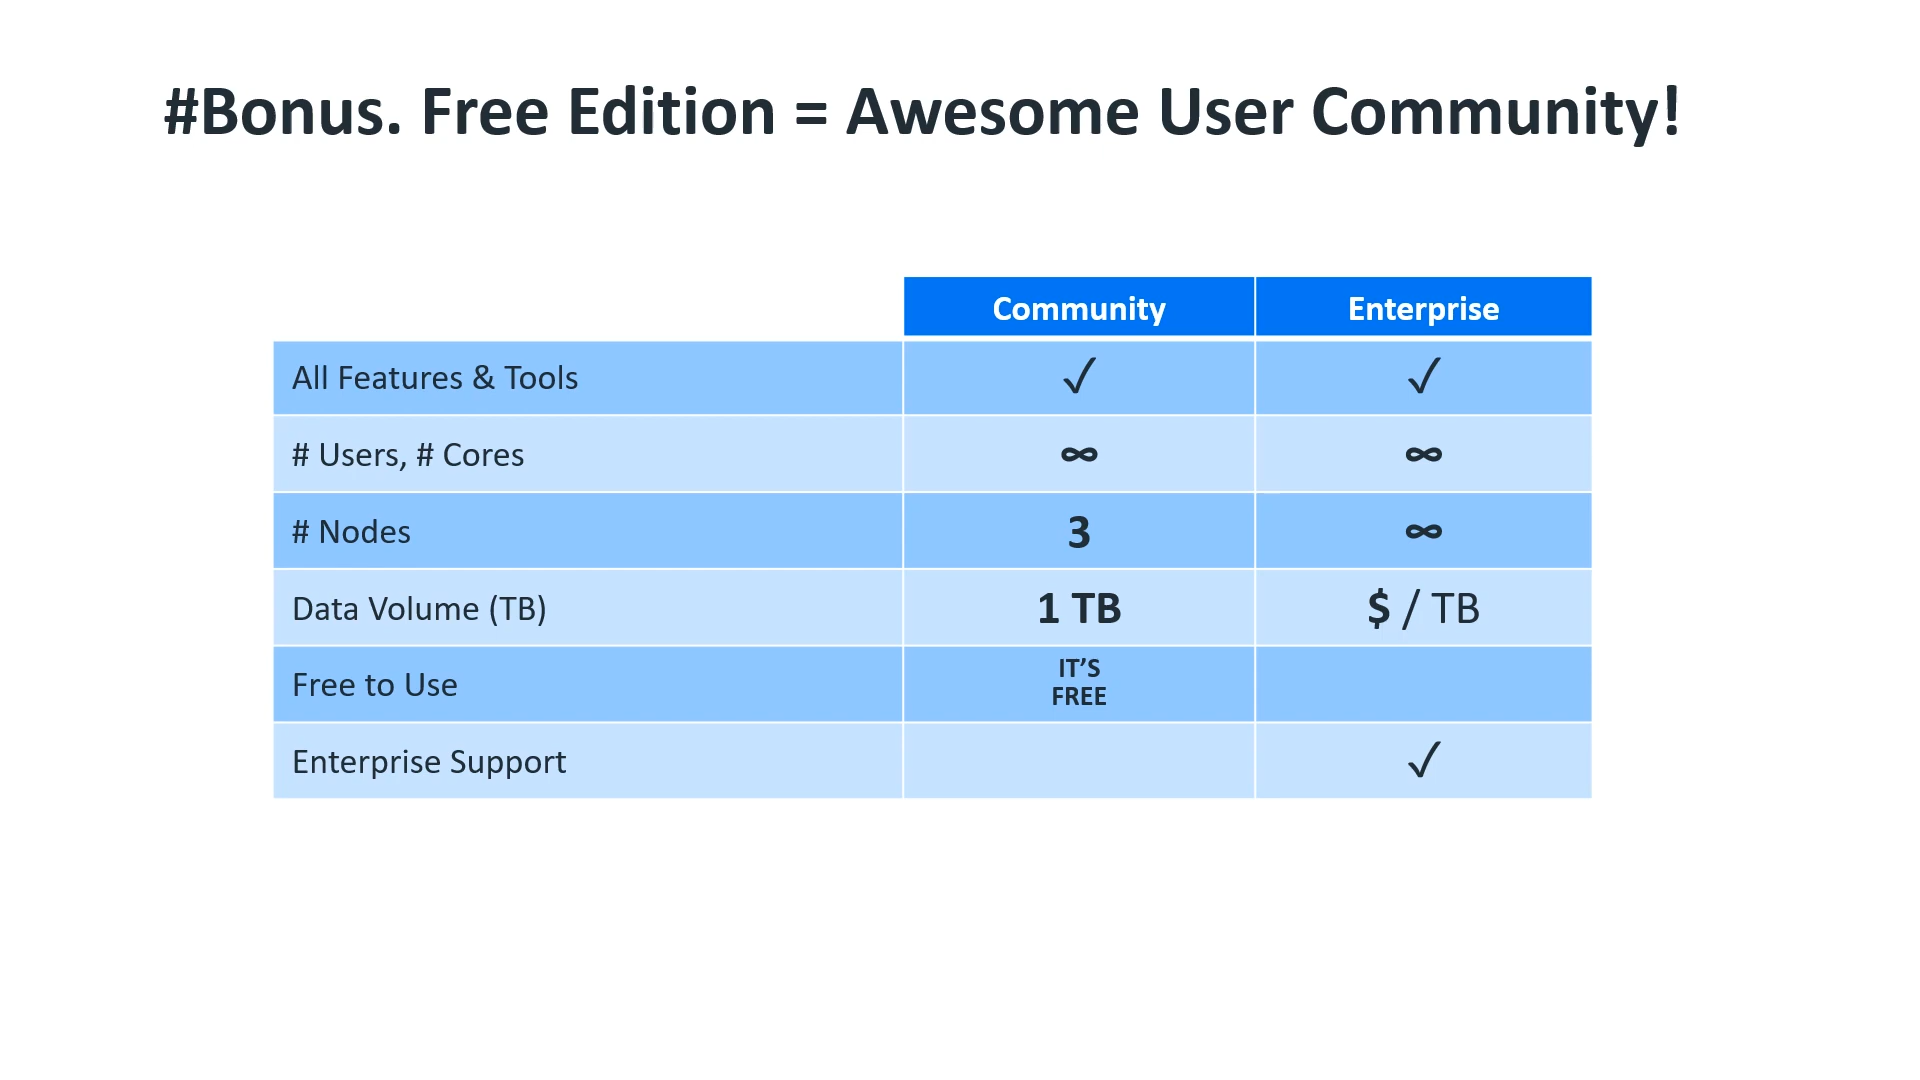 #Bonus. Free Edition = Awesome User Community!
Community Enterprise
All Features & Tools ✓ ✓
# Users, # Cores ∞ ∞
# Nodes 3 ∞
Data Volume (TB) 1 TB $ / TB
Free to Use IT’S
FREE
Enterprise Support ✓